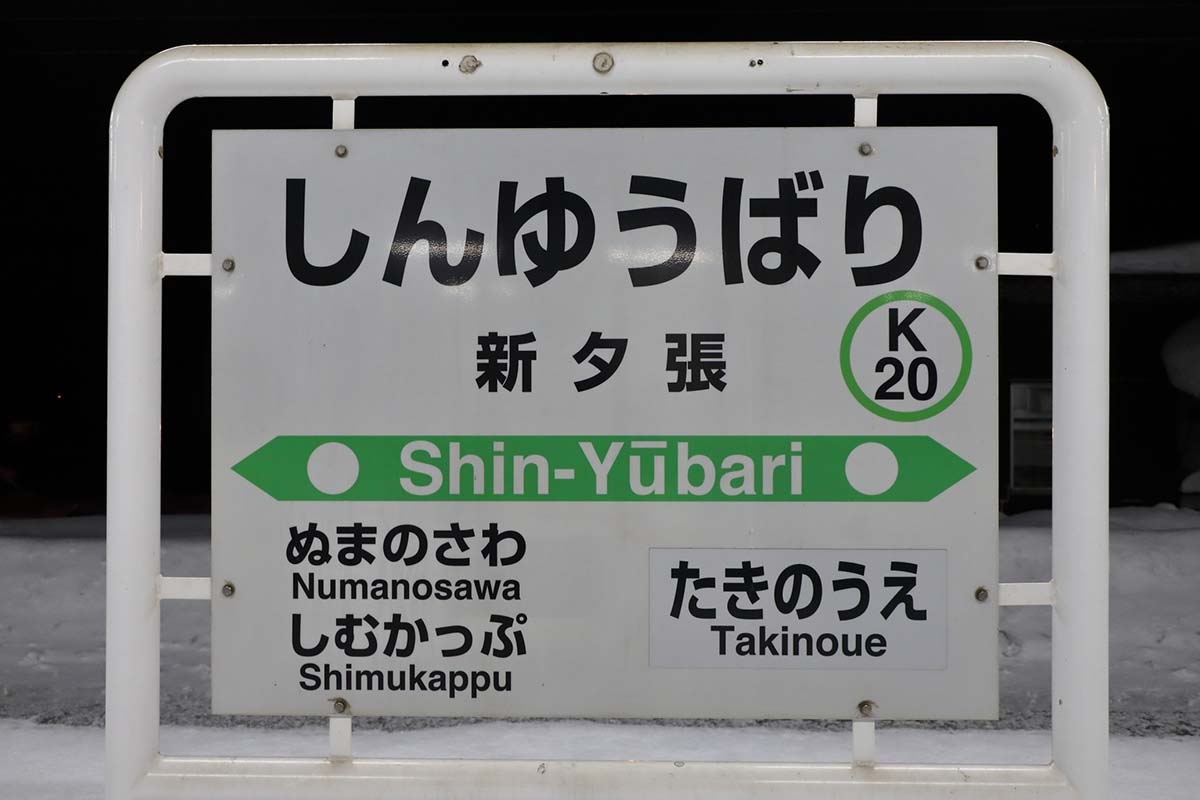 しんゆうばり
新夕張
K
20
Shin-Yūbari
ぬまのさわ
Numanosawa
しむかっぷ
Shimukappu
たきのうえ
Takinoue